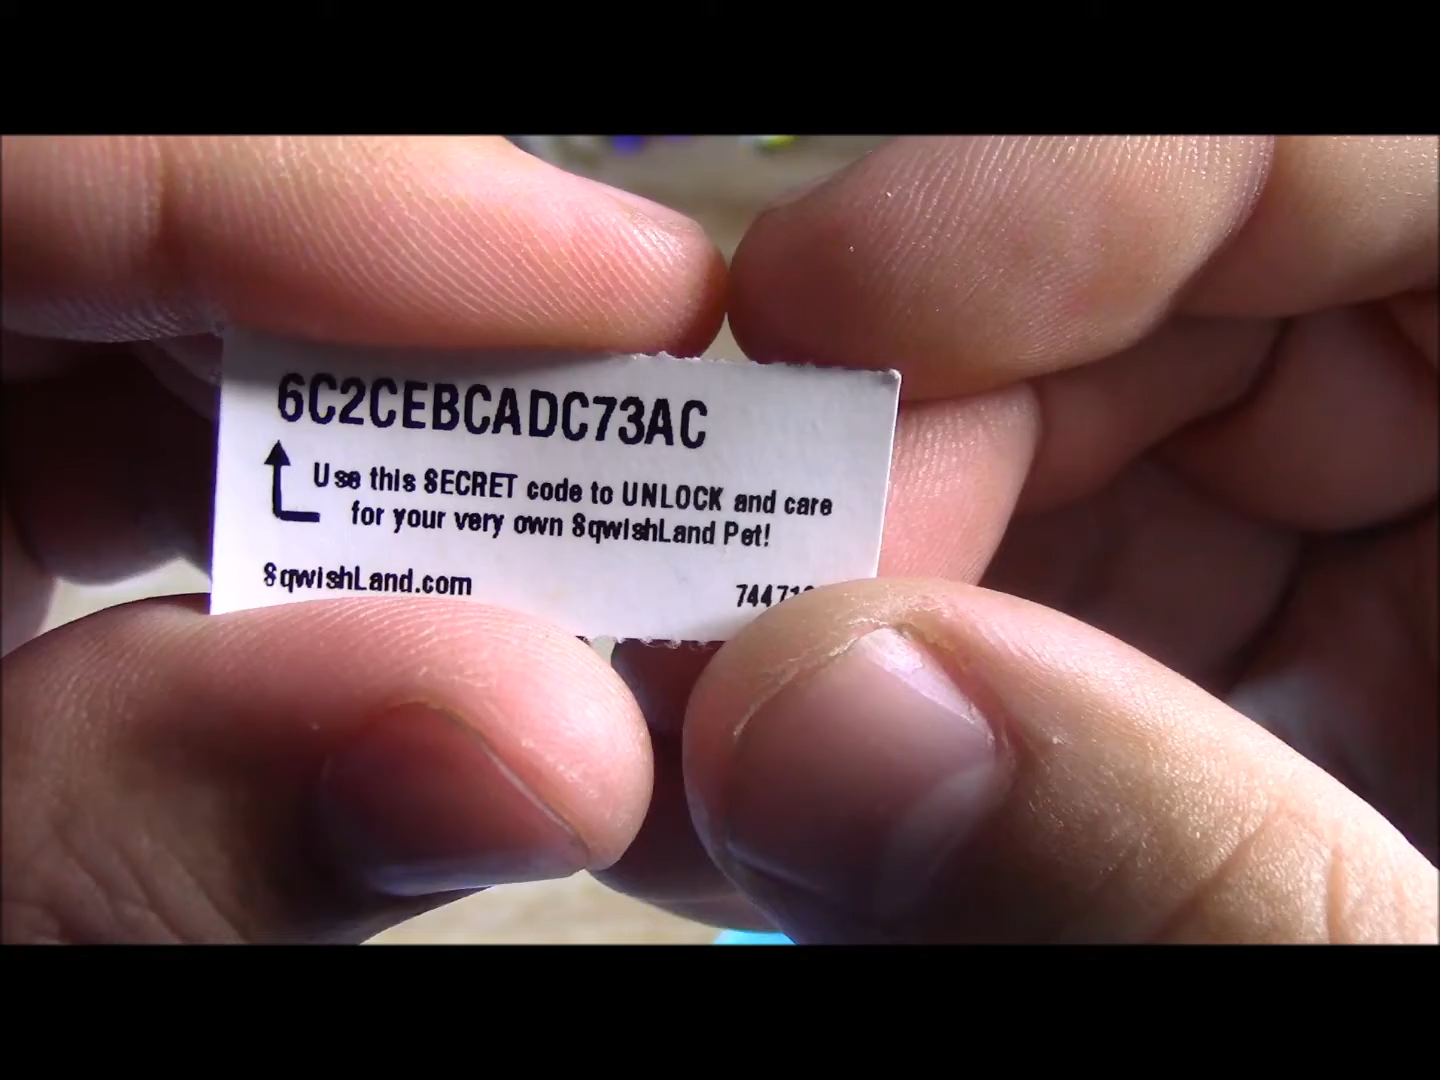 6C2CEBCADC73AC
Use this SECRET code to UNLOCK and care
for your very own SqwishLand Pet!
SqwishLand.com